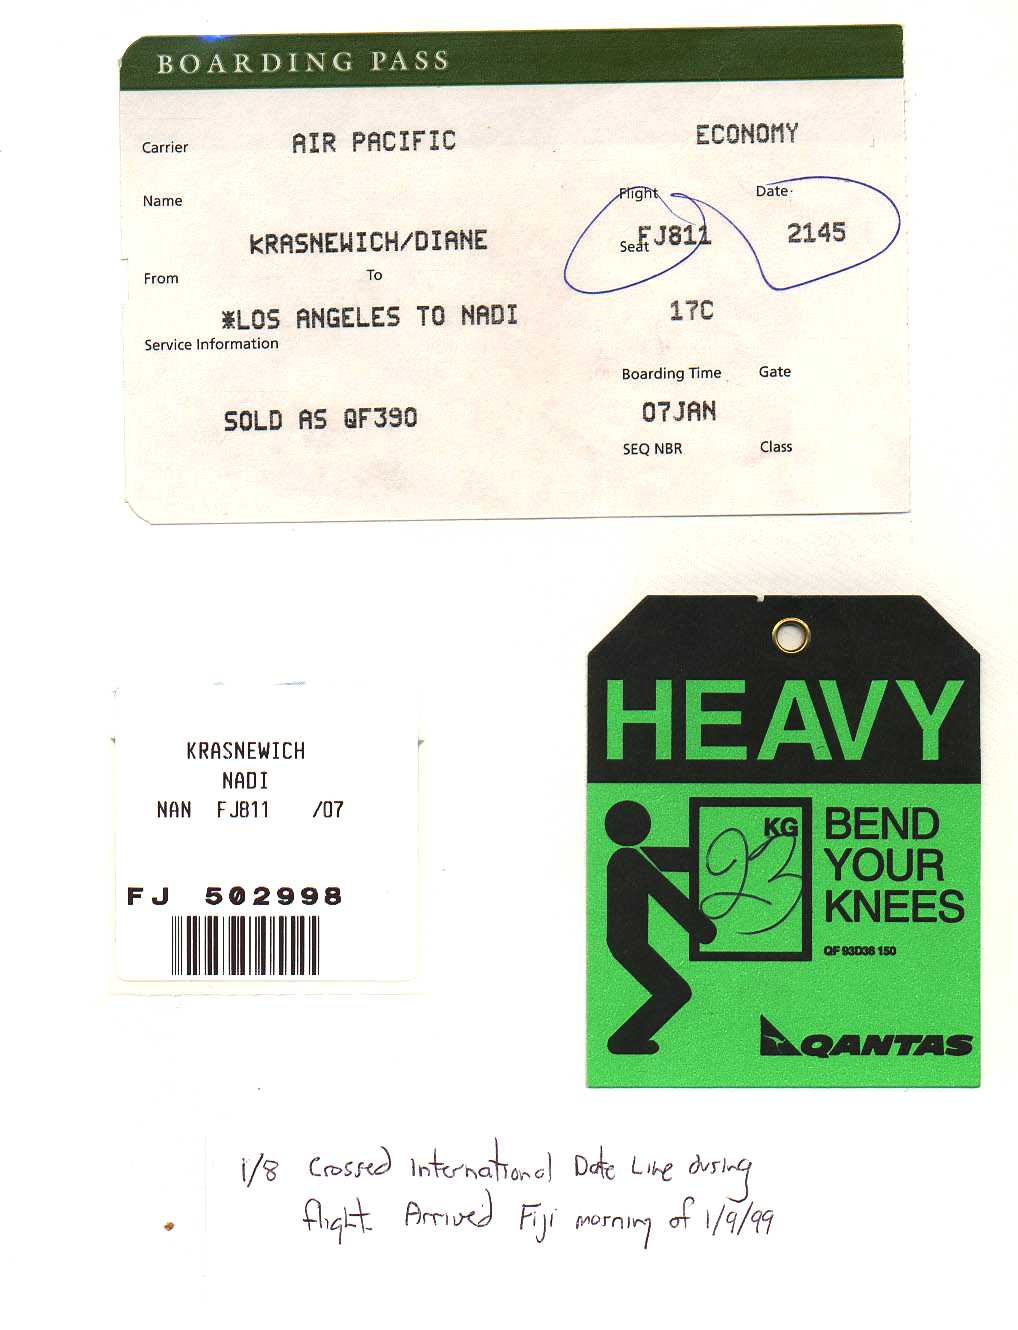 BOARDING PASS
Carrier AIR PACIFIC ECONOMY
Name Flight Date
KRASNEWICH/DIANE Seat FJ811 2145
From To
*LOS ANGELES TO NADI 17C
Service Information
Boarding Time Gate
SOLD AS QF390 07JAN
SEQ NBR Class
HEAVY
KG
23
BEND
YOUR
KNEES
QF 93D36 150
QANTAS
KRASNEWICH
NADI
NAN FJ811 /07
FJ 502998
1/8 Crossed International Date Line during
flight. Arrived Fiji morning of 1/9/99